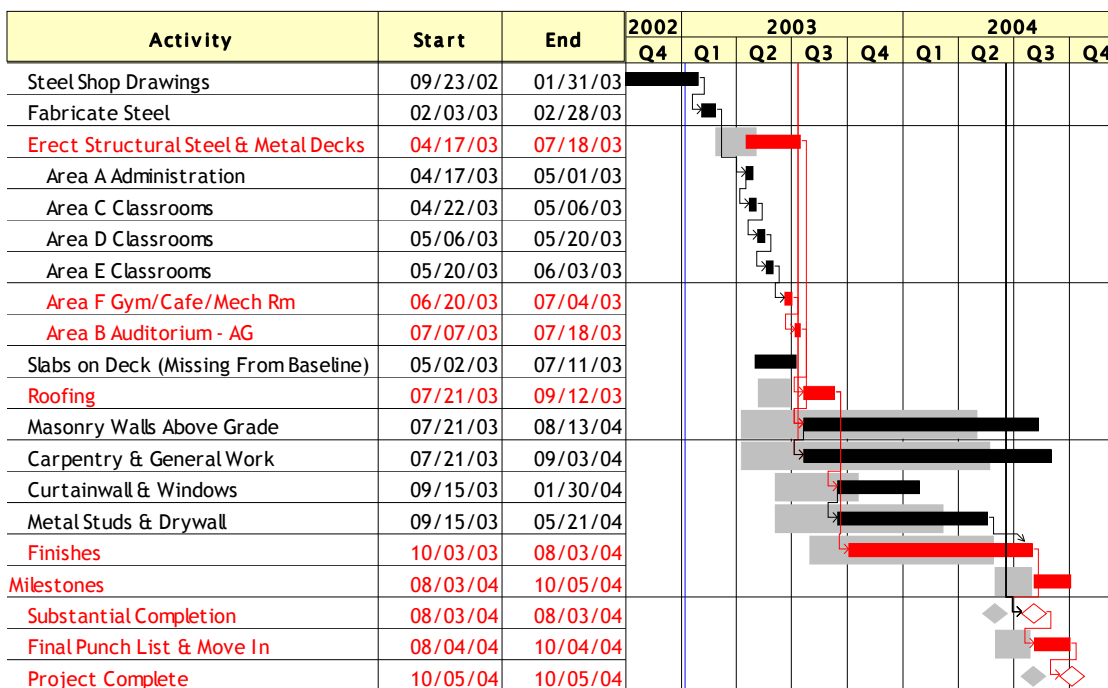 Activity Start End 2002 2003 2004
Q4 Q1 Q2 Q3 Q4 Q1 Q2 Q3 Q4
Steel Shop Drawings 09/23/02 01/31/03
Fabricate Steel 02/03/03 02/28/03
Erect Structural Steel & Metal Decks 04/17/03 07/18/03
Area A Administration 04/17/03 05/01/03
Area C Classrooms 04/22/03 05/06/03
Area D Classrooms 05/06/03 05/20/03
Area E Classrooms 05/20/03 06/03/03
Area F Gym/Cafe/Mech Rm 06/20/03 07/04/03
Area B Auditorium - AG 07/07/03 07/18/03
Slabs on Deck (Missing From Baseline) 05/02/03 07/11/03
Roofing 07/21/03 09/12/03
Masonry Walls Above Grade 07/21/03 08/13/04
Carpentry & General Work 07/21/03 09/03/04
Curtainwall & Windows 09/15/03 01/30/04
Metal Studs & Drywall 09/15/03 05/21/04
Finishes 10/03/03 08/03/04
Milestones 08/03/04 10/05/04
Substantial Completion 08/03/04 08/03/04
Final Punch List & Move In 08/04/04 10/04/04
Project Complete 10/05/04 10/05/04